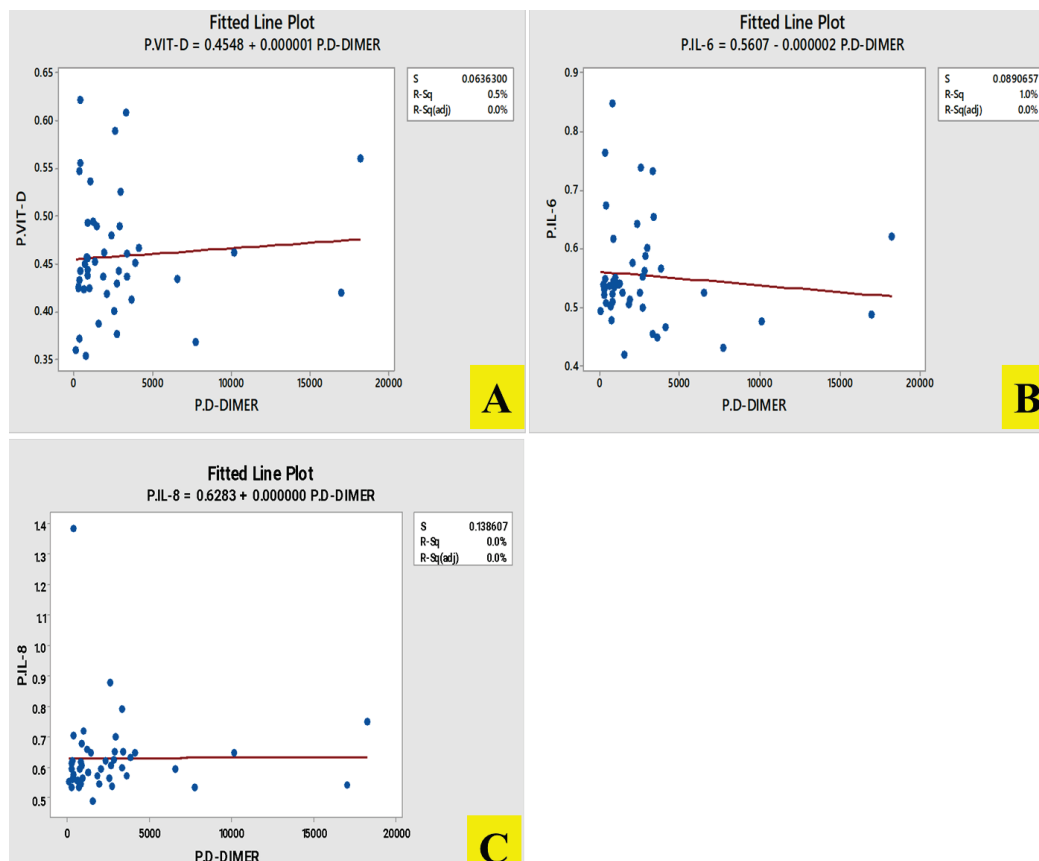 Fitted Line Plot
P.VIT-D = 0.4548 + 0.000001 P.D-DIMER
S 0.0636300
R-Sq 0.5%
R-Sq(adj) 0.0%
0.65
0.60
0.55
0.50
0.45
0.40
0.35
P.VIT-D
0 5000 10000 15000 20000
P.D-DIMER
A
Fitted Line Plot
P.IL-6 = 0.5607 - 0.000002 P.D-DIMER
S 0.0890657
R-Sq 1.0%
R-Sq(adj) 0.0%
0.9
0.8
0.7
0.6
0.5
0.4
P.IL-6
0 5000 10000 15000 20000
P.D-DIMER
B
Fitted Line Plot
P.IL-8 = 0.6283 + 0.000000 P.D-DIMER
S 0.138607
R-Sq 0.0%
R-Sq(adj) 0.0%
1.4
1.3
1.2
1.1
1.0
0.9
0.8
0.7
0.6
0.5
P.IL-8
0 5000 10000 15000 20000
P.D-DIMER
C